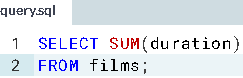 query.sql
1 SELECT SUM(duration)
2 FROM films;